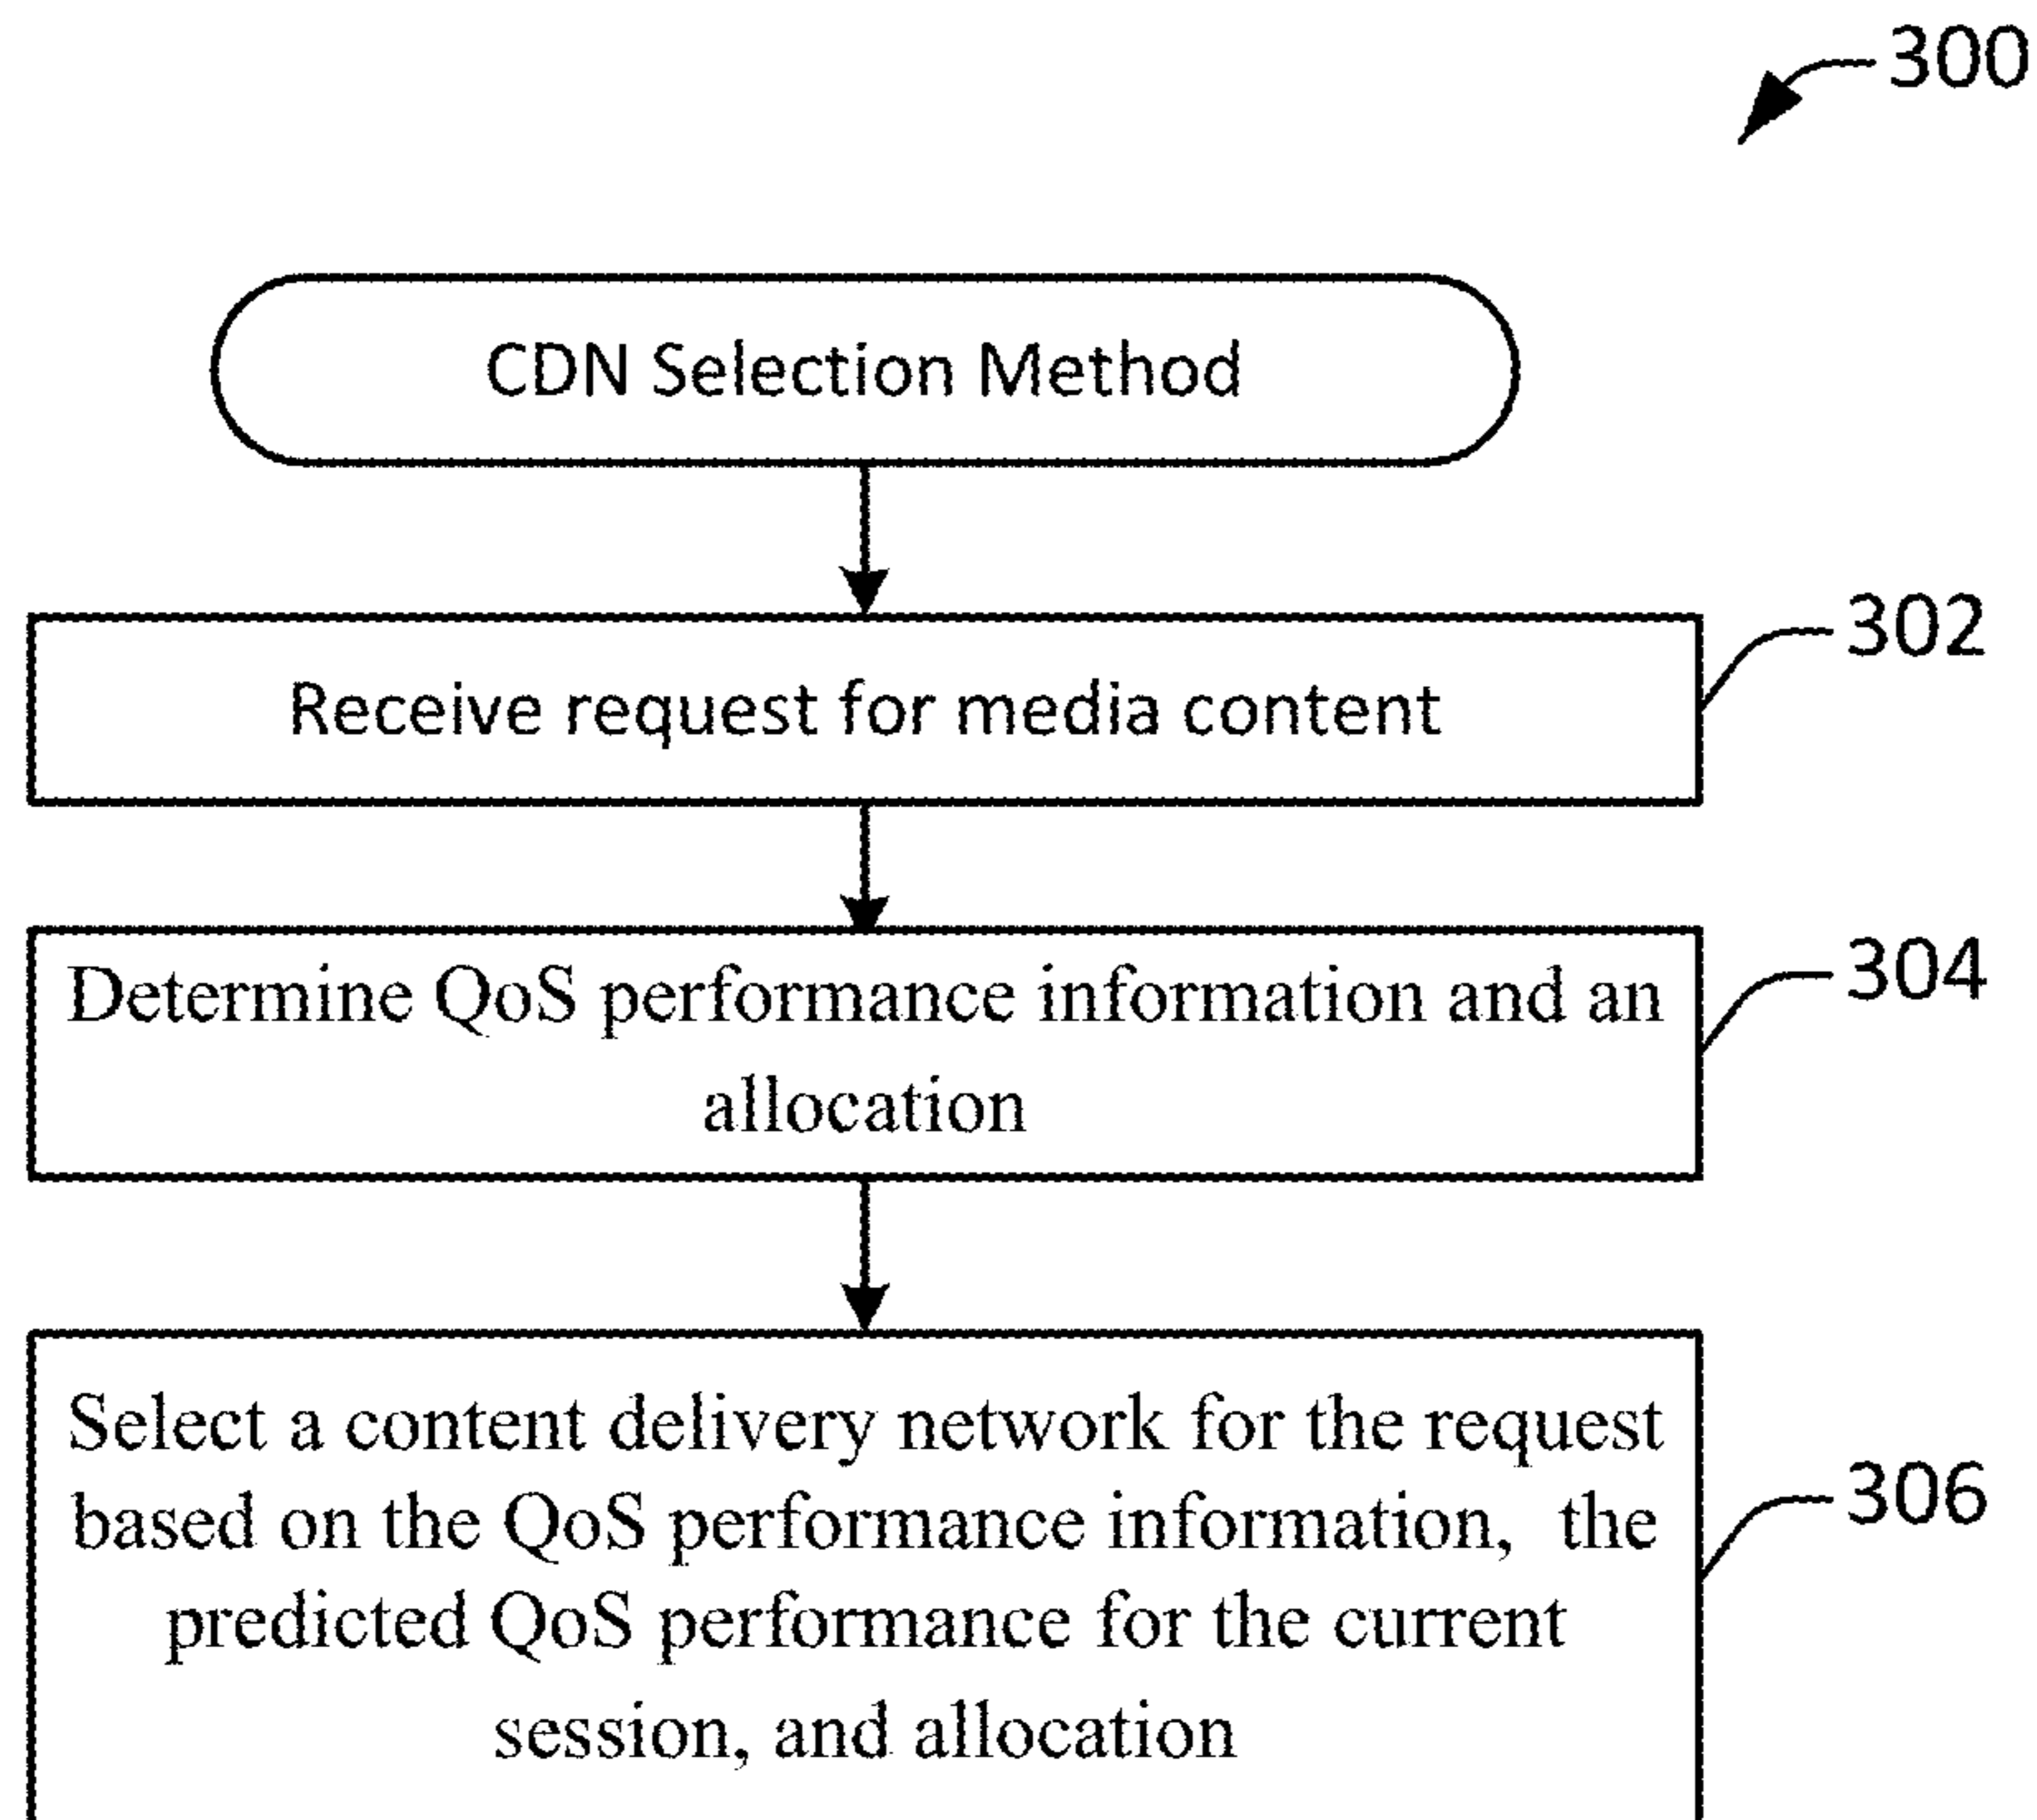 300
CDN Selection Method
302
Receive request for media content
304
Determine QoS performance information and an
allocation
Select a content delivery network for the request
306
based on the QoS performance information, the
predicted QoS performance for the current
session, and allocation